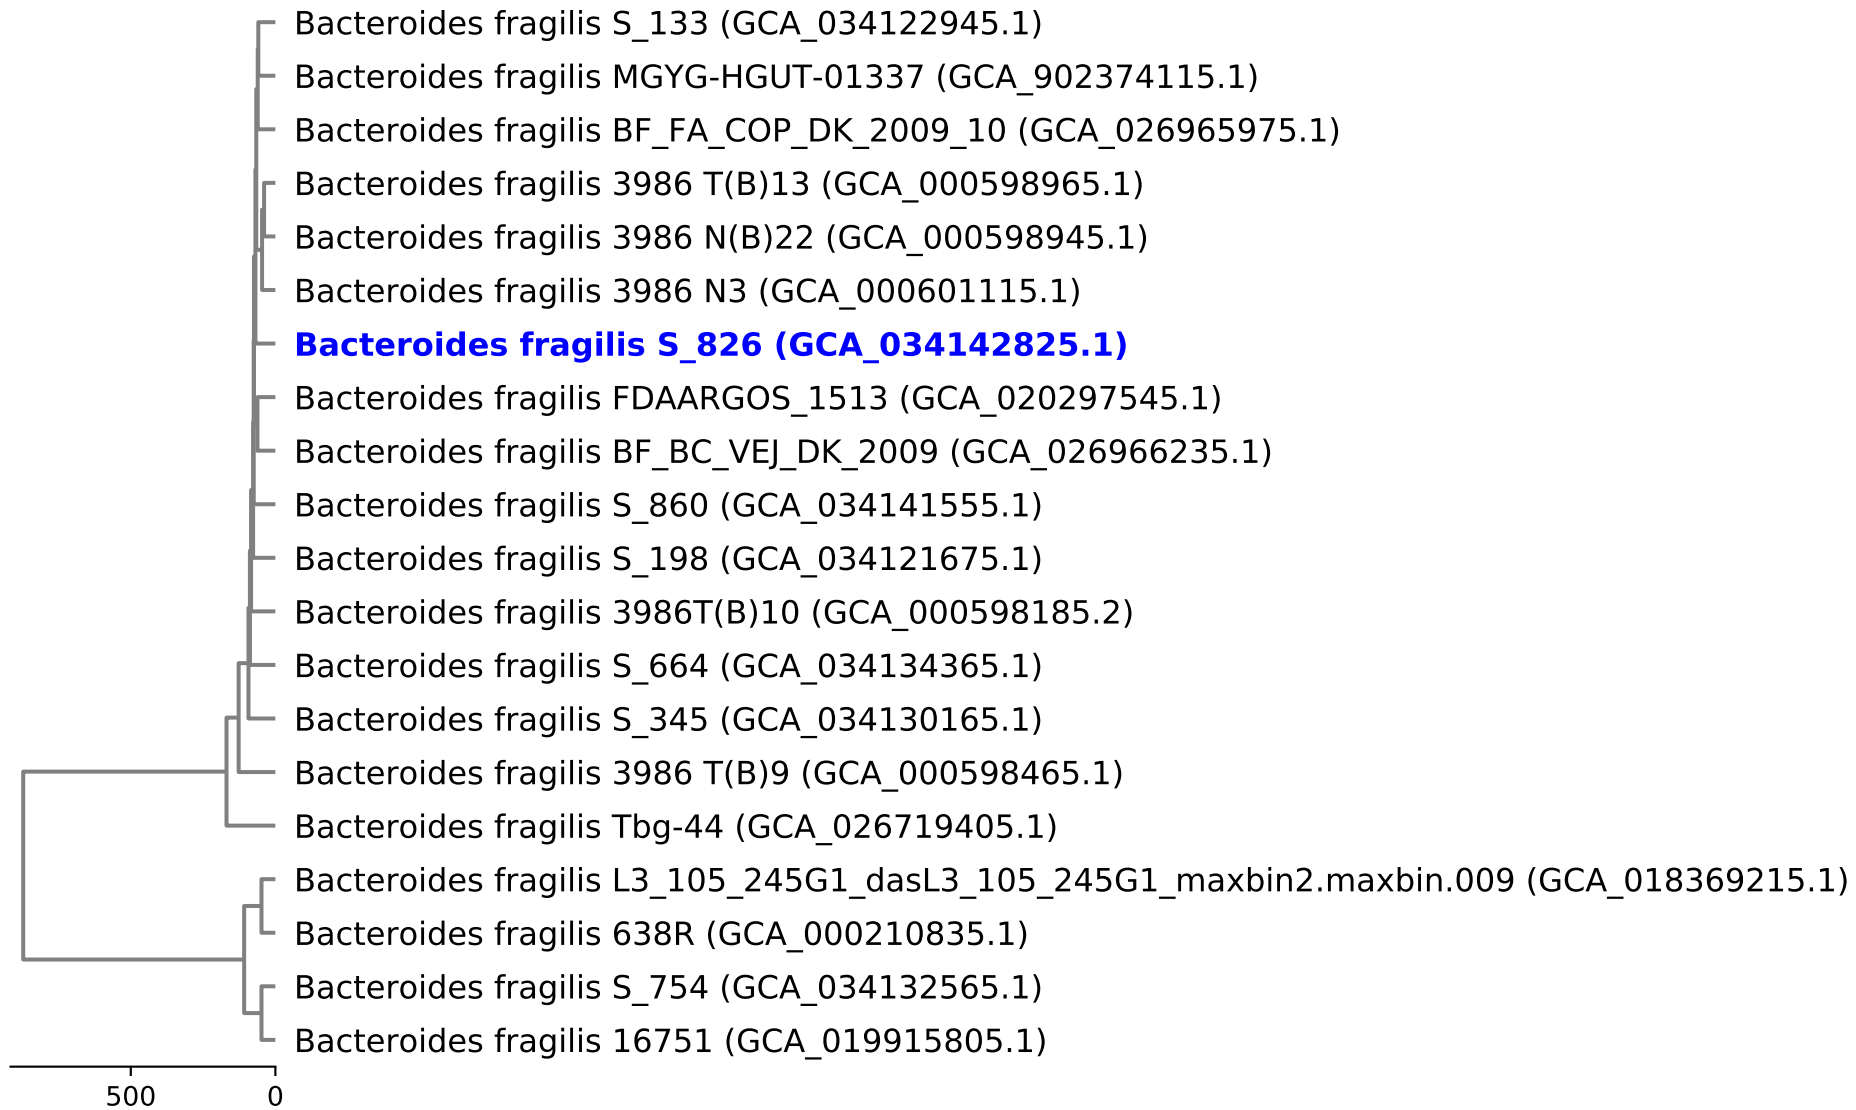 Bacteroides fragilis S_133 (GCA_034122945.1)
Bacteroides fragilis MGYG-HGUT-01337 (GCA_902374115.1)
Bacteroides fragilis BF_FA_COP_DK_2009_10 (GCA_026965975.1)
Bacteroides fragilis 3986 T(B)13 (GCA_000598965.1)
Bacteroides fragilis 3986 N(B)22 (GCA_000598945.1)
Bacteroides fragilis 3986 N3 (GCA_000601115.1)
Bacteroides fragilis S_826 (GCA_034142825.1)
Bacteroides fragilis FDAARGOS_1513 (GCA_020297545.1)
Bacteroides fragilis BF_BC_VEJ_DK_2009 (GCA_026966235.1)
Bacteroides fragilis S_860 (GCA_034141555.1)
Bacteroides fragilis S_198 (GCA_034121675.1)
Bacteroides fragilis 3986T(B)10 (GCA_000598185.2)
Bacteroides fragilis S_664 (GCA_034134365.1)
Bacteroides fragilis S_345 (GCA_034130165.1)
Bacteroides fragilis 3986 T(B)9 (GCA_000598465.1)
Bacteroides fragilis Tbg-44 (GCA_026719405.1)
Bacteroides fragilis L3_105_245G1_dasL3_105_245G1_maxbin2.maxbin.009 (GCA_018369215.1)
Bacteroides fragilis 638R (GCA_000210835.1)
Bacteroides fragilis S_754 (GCA_034132565.1)
Bacteroides fragilis 16751 (GCA_019915805.1)
500 0